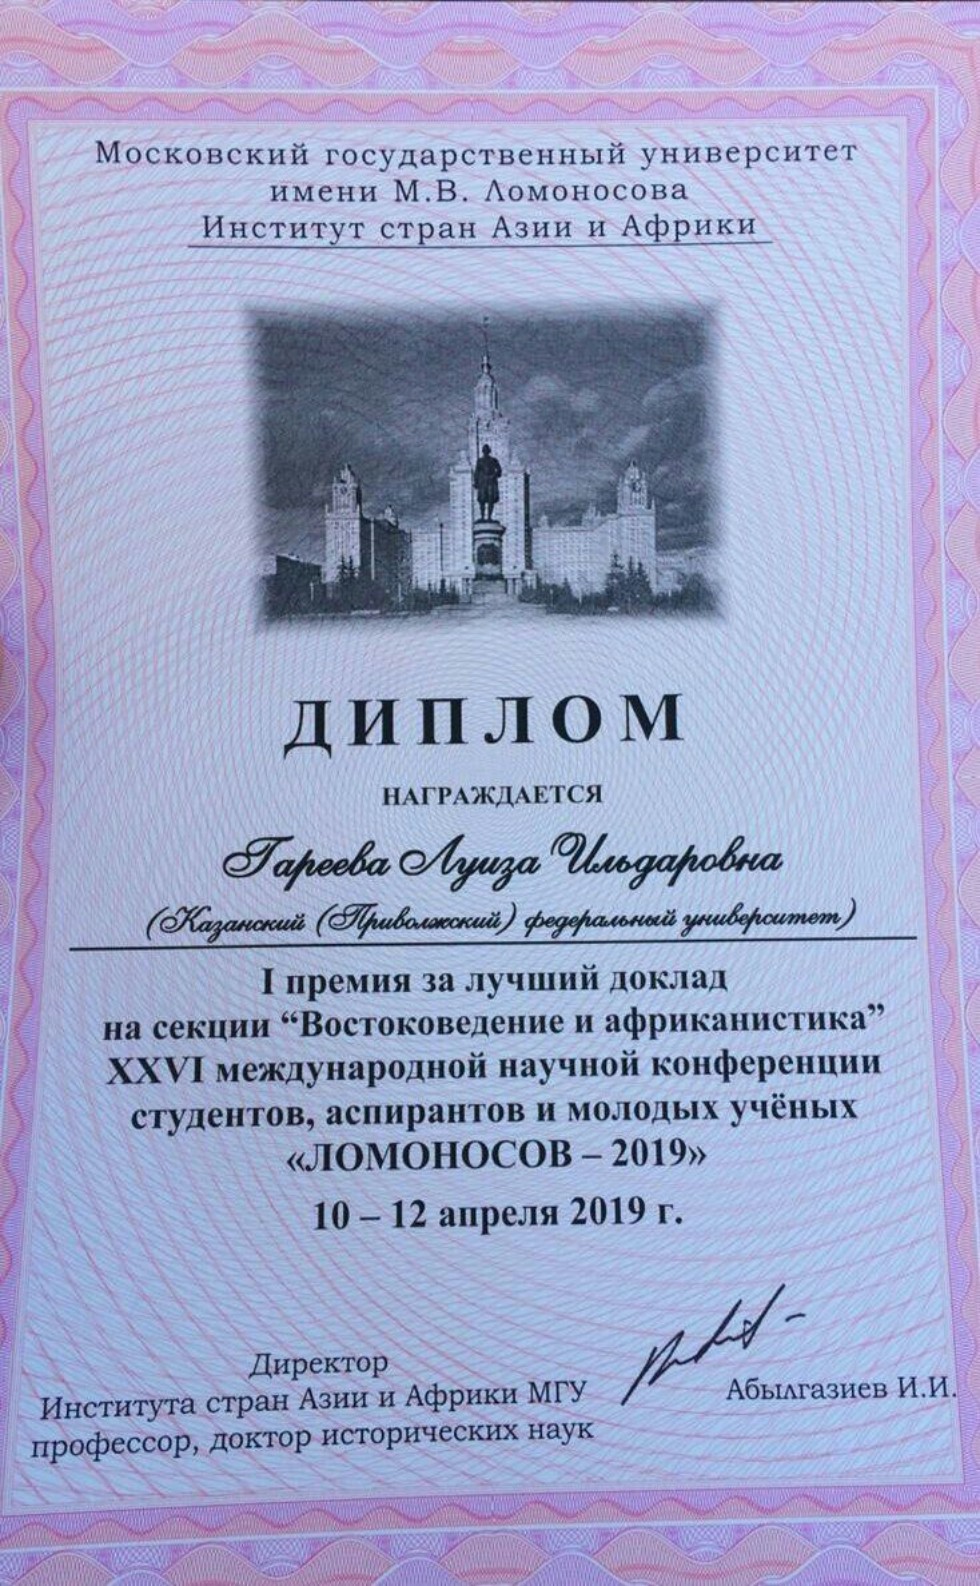 Московский государственный университет
имени М.В. Ломоносова
Институт стран Азии и Африки
ДИПЛОМ
НАГРАЖДАЕТСЯ
Гареева Луиза Ильдаровна
(Казанский (Приволжский) федеральный университет)
I премия за лучший доклад
на секции “Востоковедение и африканистика”
XXVI международной научной конференции
студентов, аспирантов и молодых учёных
«ЛОМОНОСОВ – 2019»
10 – 12 апреля 2019 г.
Директор
Института стран Азии и Африки МГУ
профессор, доктор исторических наук
Абылгазиев И.И.